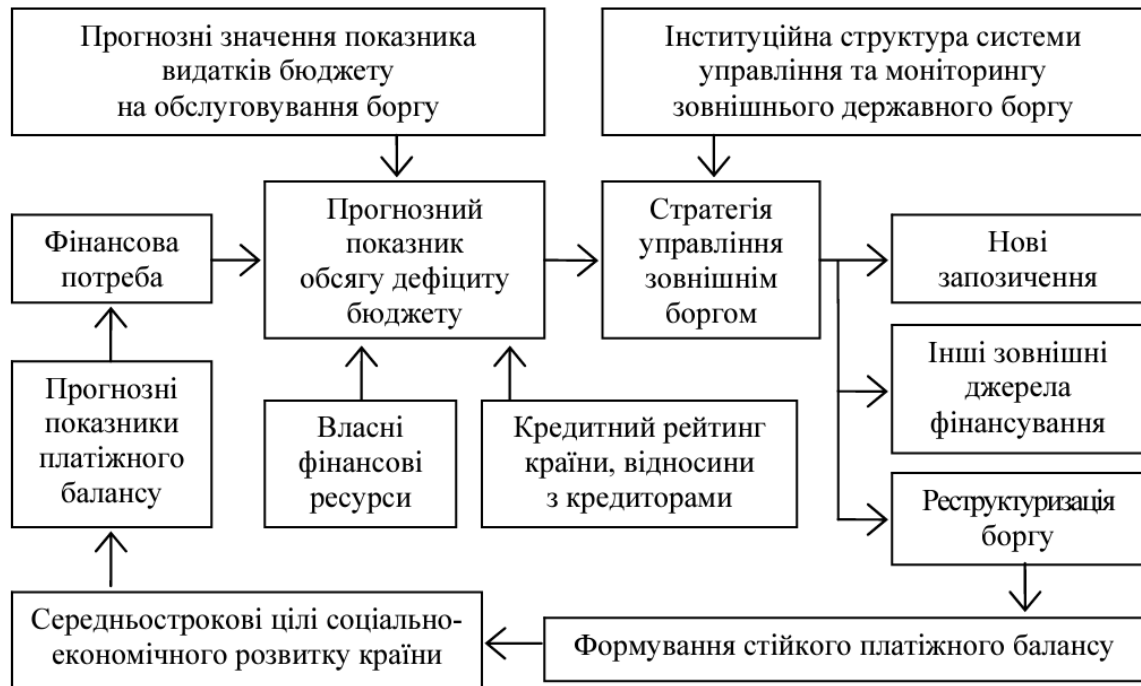 Прогнозні значення показника
видатків бюджету
на обслуговування боргу
Інституційна структура системи
управління та моніторингу
зовнішнього державного боргу
Фінансова
потреба
Прогнозний
показник
обсягу дефіциту
бюджету
Стратегія
управління
зовнішнім
боргом
Нові
запозичення
Прогнозні
показники
платіжного
балансу
Власні
фінансові
ресурси
Кредитний рейтинг
країни, відносини
з кредиторами
Інші зовнішні
джерела
фінансування
Реструктуризація
боргу
Середньострокові цілі соціально-
економічного розвитку країни
Формування стійкого платіжного балансу